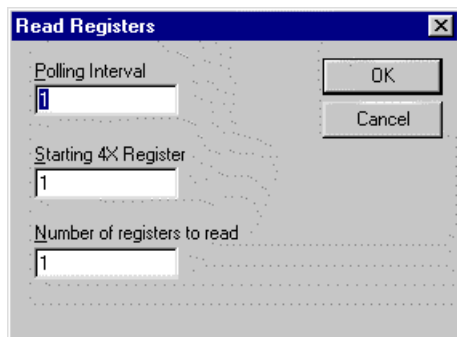 Read Registers
Polling Interval
1
OK
Cancel
Starting 4X Register
1
Number of registers to read
1